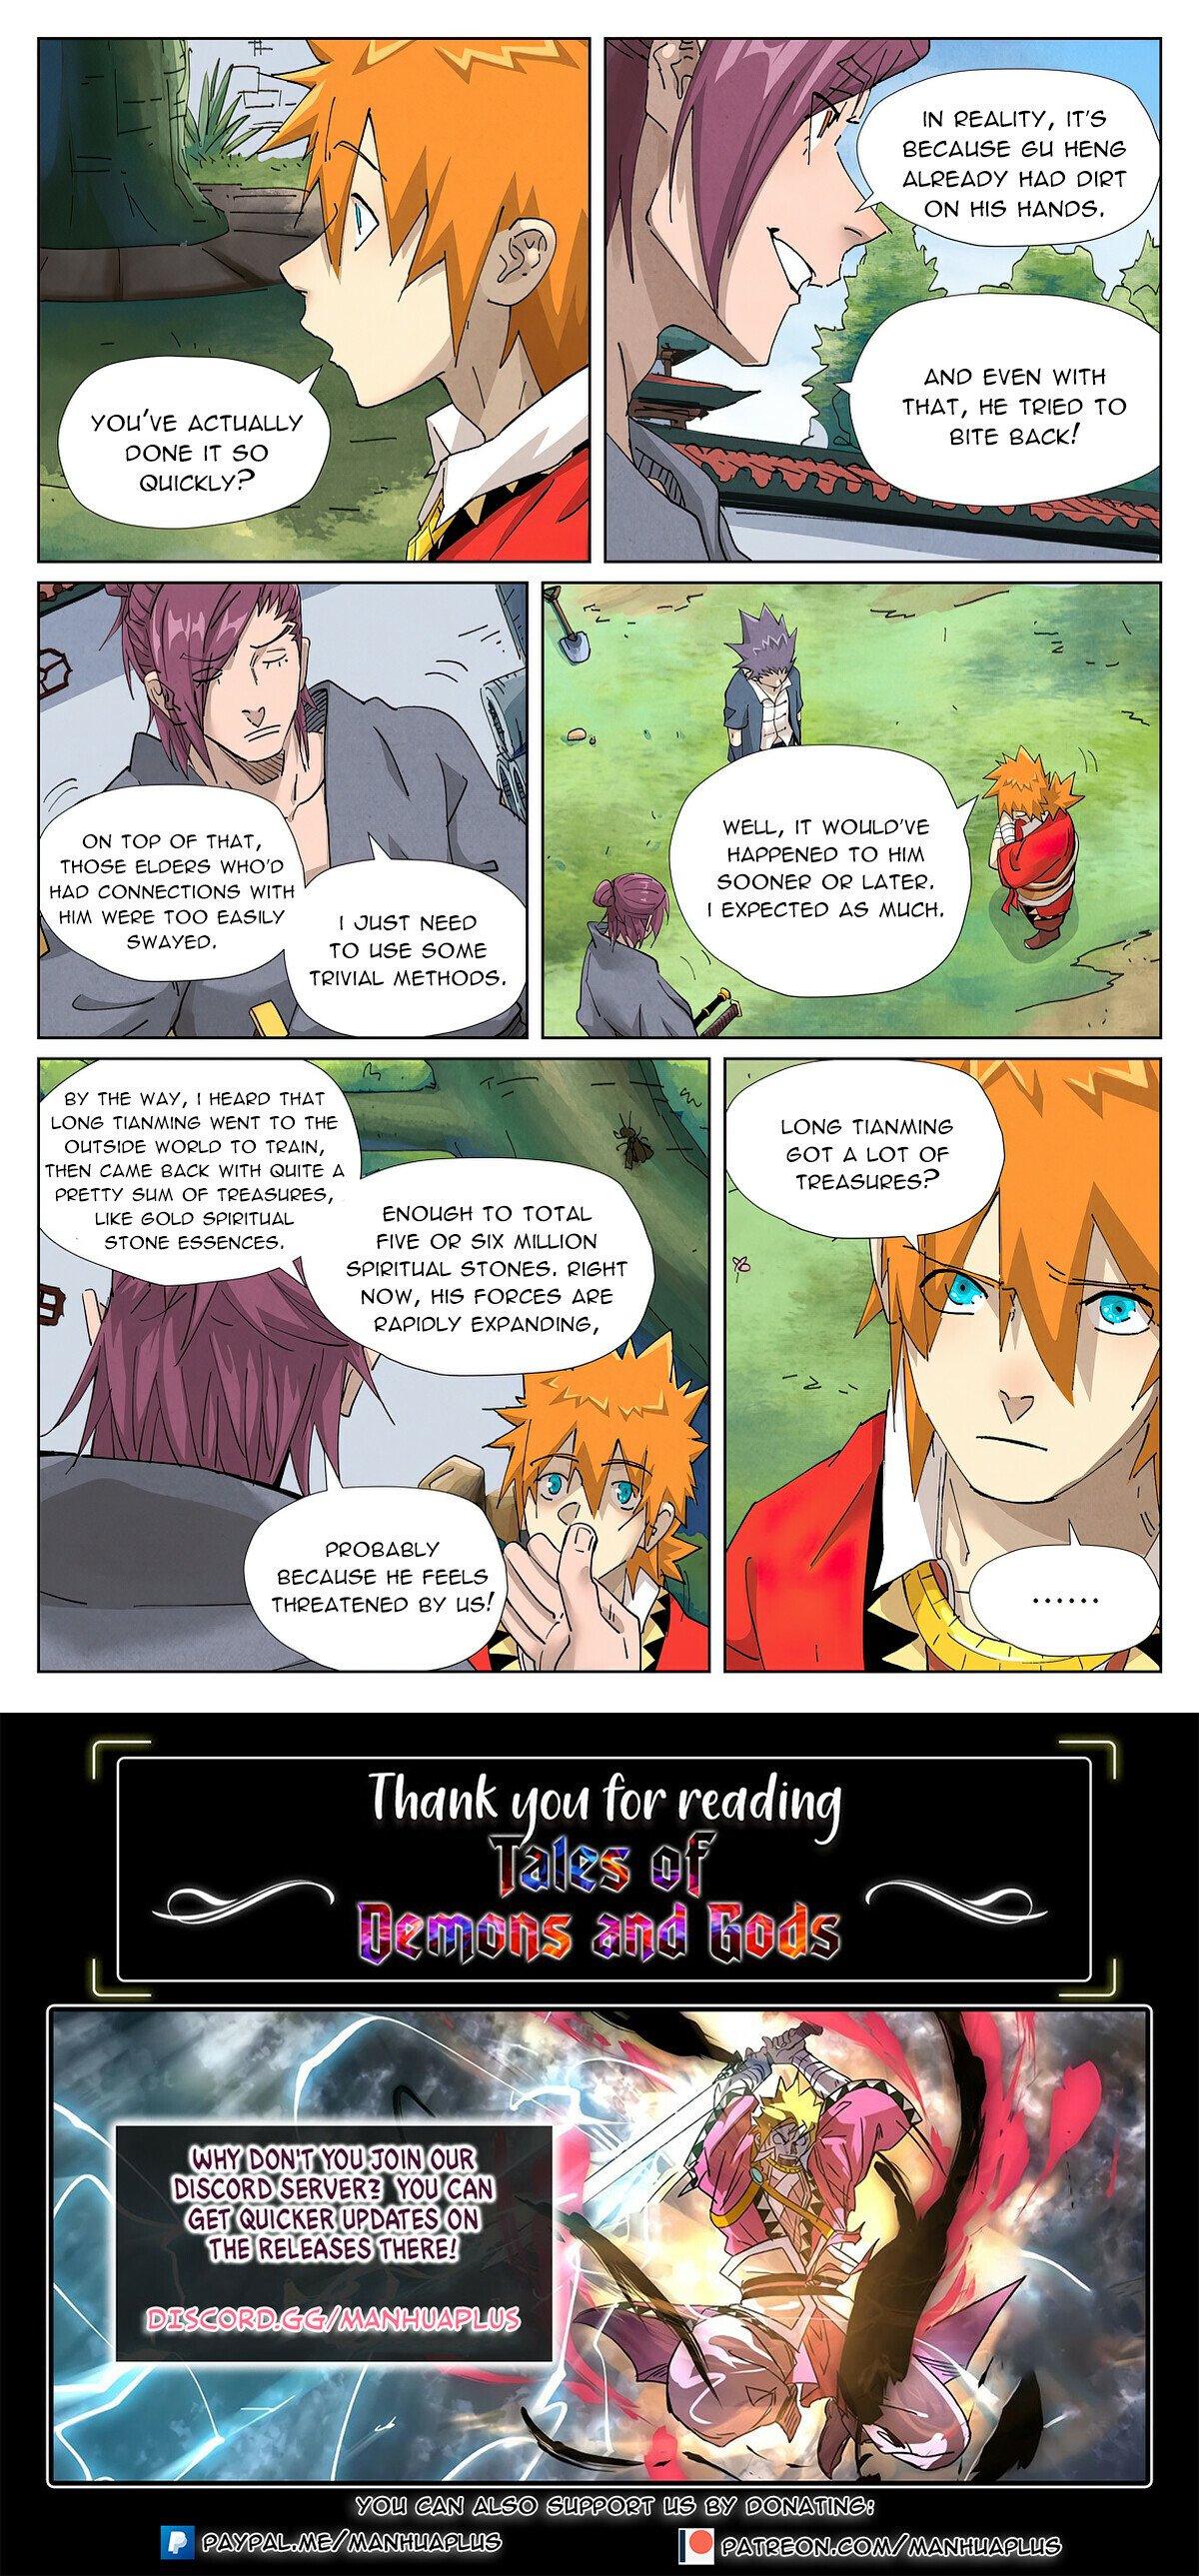 YOU'VE ACTUALLY
DONE IT SO
QUICKLY?
IN REALITY, IT'S
BECAUSE GU HENG
ALREADY HAD DIRT
ON HIS HANDS.
AND EVEN WITH
THAT, HE TRIED TO
BITE BACK!
ON TOP OF THAT,
THOSE ELDERS WHO'D
HAD CONNECTIONS WITH
HIM WERE TOO EASILY
SWAYED.
I JUST NEED
TO USE SOME
TRIVIAL METHODS.
WELL, IT WOULD'VE
HAPPENED TO HIM
SOONER OR LATER.
I EXPECTED AS MUCH.
BY THE WAY, I HEARD THAT
LONG TIANMING WENT TO THE
OUTSIDE WORLD TO TRAIN,
THEN CAME BACK WITH QUITE A
PRETTY SUM OF TREASURES,
LIKE GOLD SPIRITUAL
STONE ESSENCES.
ENOUGH TO TOTAL
FIVE OR SIX MILLION
SPIRITUAL STONES. RIGHT
NOW, HIS FORCES ARE
RAPIDLY EXPANDING,
PROBABLY
BECAUSE HE FEELS
THREATENED BY US!
LONG TIANMING
GOT A LOT OF
TREASURES?
......
Thank you for reading
Tales of
Demons and Gods
WHY DON'T YOU JOIN OUR
DISCORD SERVER? YOU CAN
GET QUICKER UPDATES ON
THE RELEASES THERE!
DISCORD.GG/MANHUAPLUS
YOU CAN ALSO SUPPORT US BY DONATING:
PAYPAL.ME/MANHUAPLUS
PATREON.COM/MANHUAPLUS